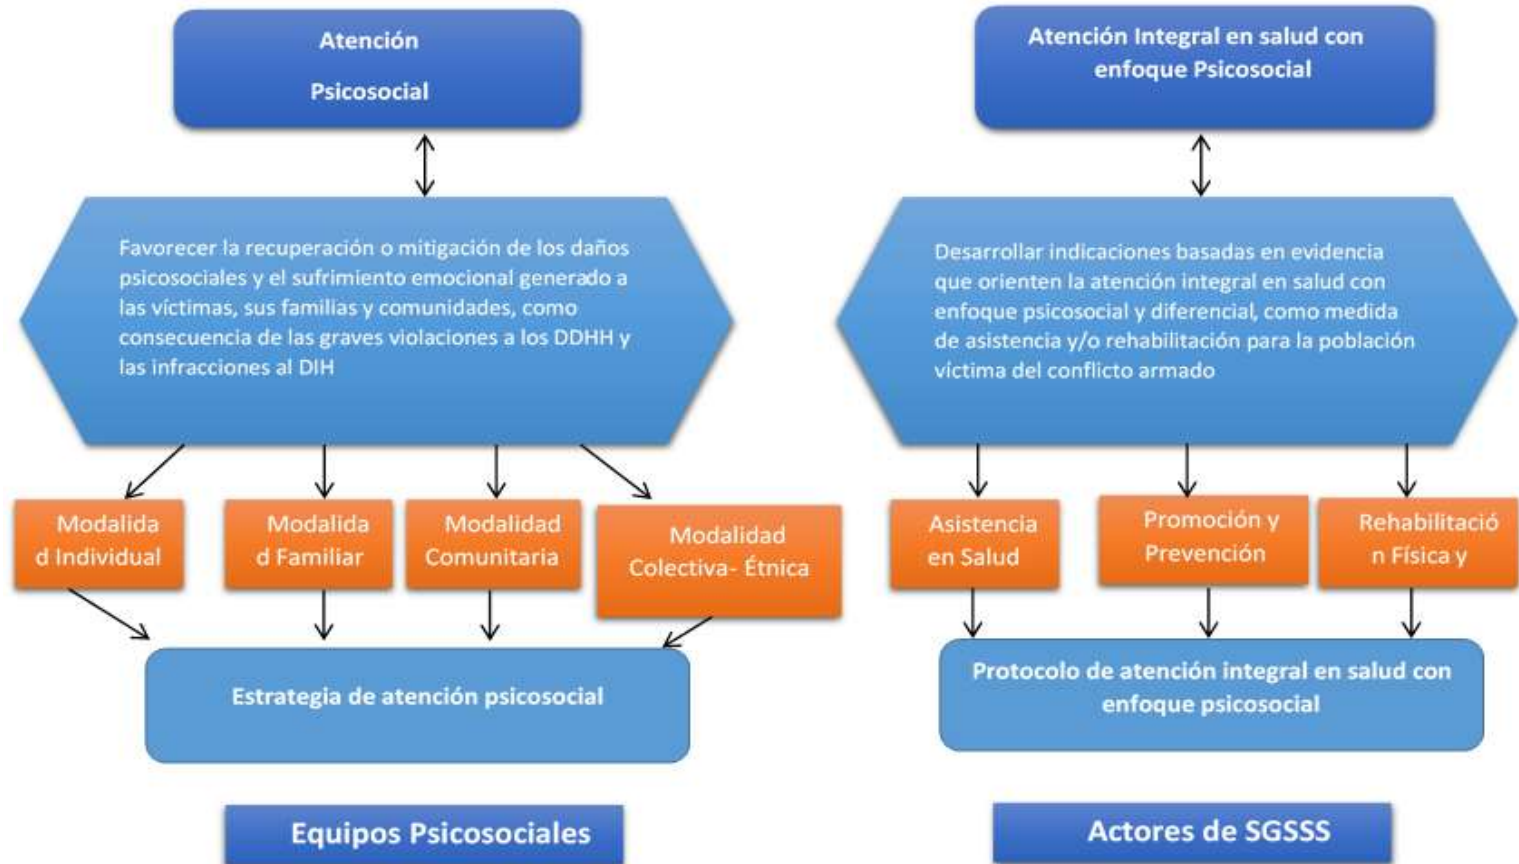 Atención
Psicosocial
Favorecer la recuperación o mitigación de los daños
psicosociales y el sufrimiento emocional generado a
las víctimas, sus familias y comunidades, como
consecuencia de las graves violaciones a los DDHH y
las infracciones al DIH
Modalida
d Individual
Modalida
d Familiar
Modalidad
Comunitaria
Modalidad
Colectiva- Étnica
Estrategia de atención psicosocial
Equipos Psicosociales
Atención Integral en salud con
enfoque Psicosocial
Desarrollar indicaciones basadas en evidencia
que orienten la atención integral en salud con
enfoque psicosocial y diferencial, como medida
de asistencia y/o rehabilitación para la población
víctima del conflicto armado
Asistencia
en Salud
Promoción y
Prevención
Rehabilitació
n Física y
Protocolo de atención integral en salud con
enfoque psicosocial
Actores de SGSSS